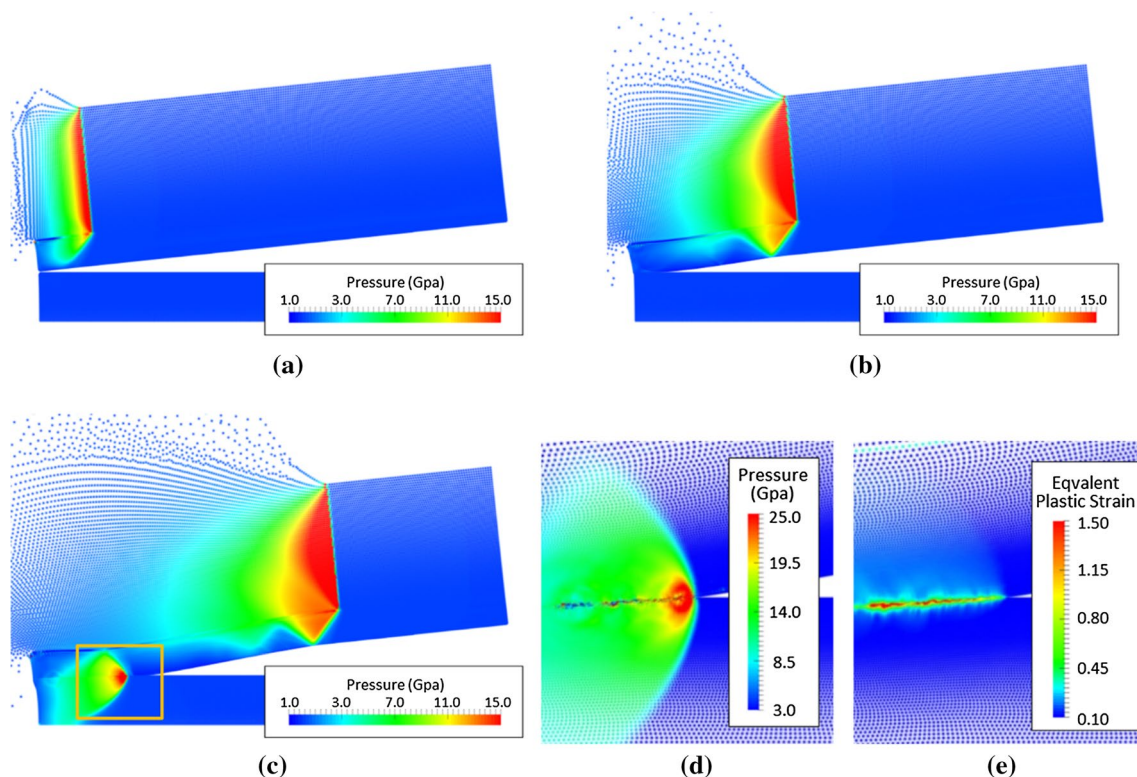 Pressure (Gpa)
1.0 3.0 7.0 11.0 15.0
(a)
Pressure (Gpa)
1.0 3.0 7.0 11.0 15.0
(b)
Pressure (Gpa)
1.0 3.0 7.0 11.0 15.0
(c)
Pressure
(Gpa)
25.0
19.5
14.0
8.5
3.0
(d)
Eqvalent
Plastic Strain
1.50
1.15
0.80
0.45
0.10
(e)